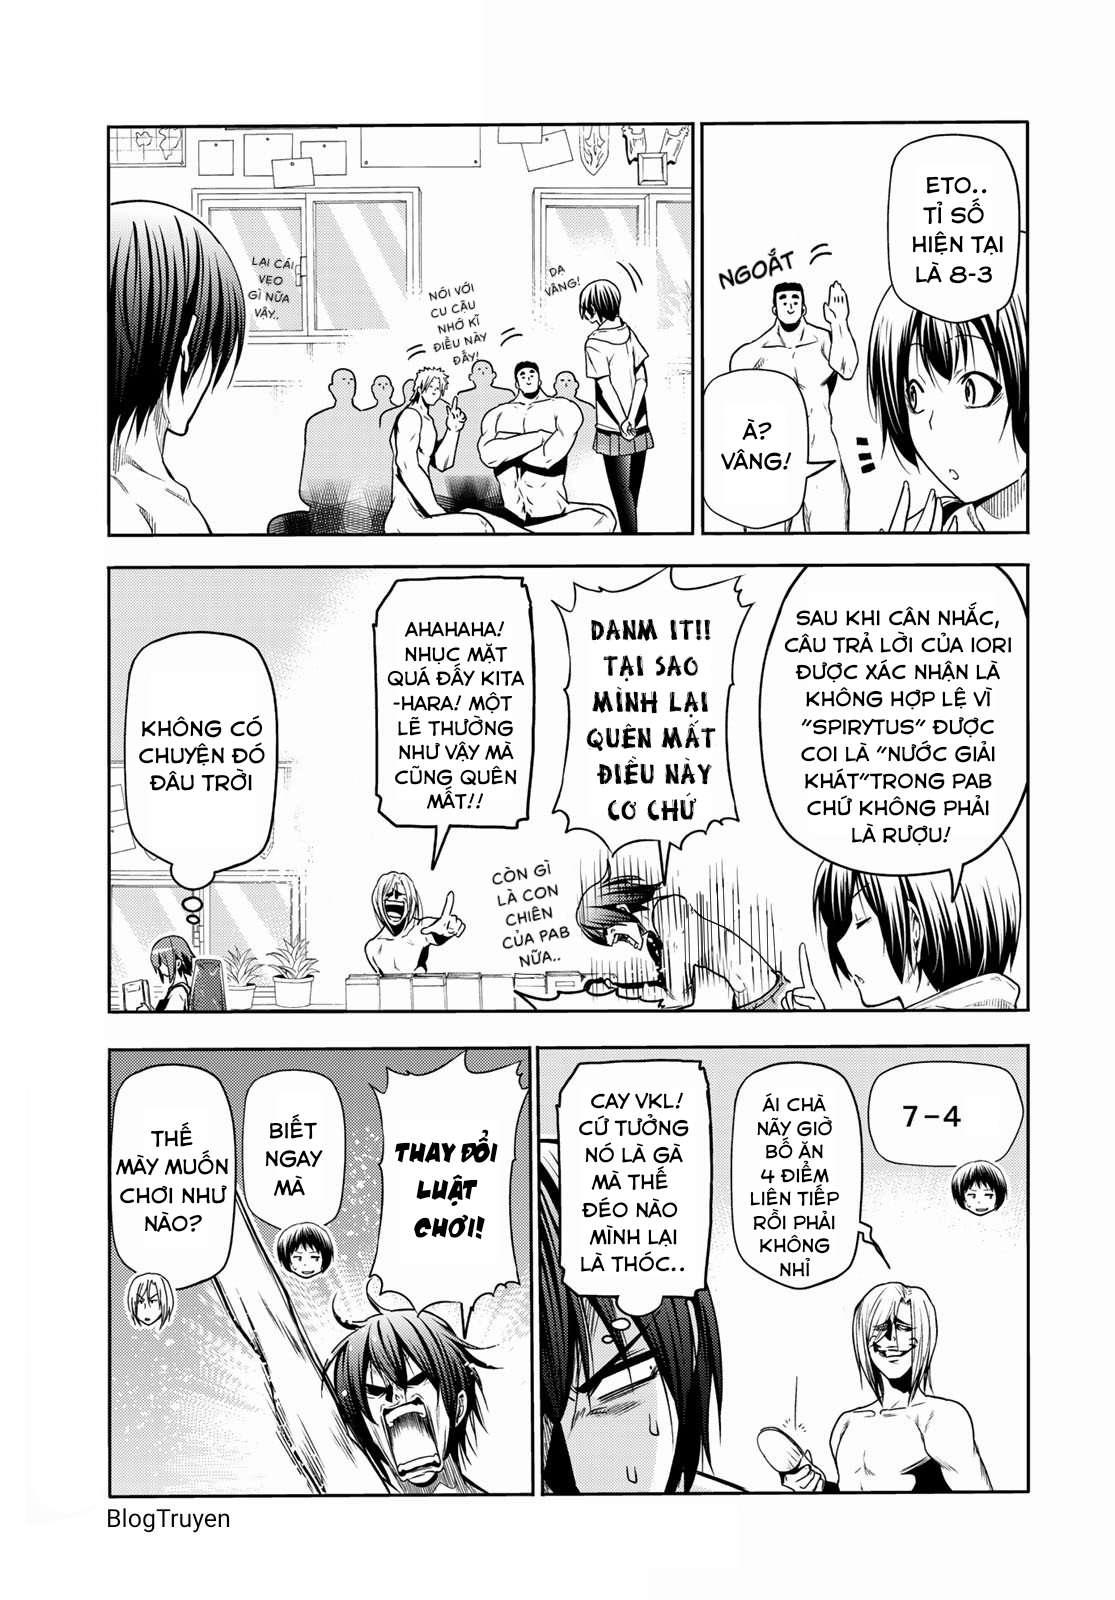 ETO..
TỈ SỐ
HIỆN TẠI
LÀ 8-3
NGOẮT
À?
VÂNG!
DẠ
VÂNG!
NÓI VỚI
CU CẬU
NHỚ KĨ
ĐIỀU NÀY
ĐẤY!
LẠI CÁI
VẸO
GÌ NỮA
VẬY..
SAU KHI CÂN NHẮC,
CÂU TRẢ LỜI CỦA IORI
ĐƯỢC XÁC NHẬN LÀ
KHÔNG HỢP LỆ VÌ
"SPIRYTUS" ĐƯỢC
COI LÀ "NƯỚC GIẢI
KHÁT"TRONG PAB
CHỨ KHÔNG PHẢI
LÀ RƯỢU!
DANM IT!!
TẠI SAO
MÌNH LẠI
QUÊN MẤT
ĐIỀU NÀY
CƠ CHỨ
AHAHAHA!
NHỤC MẶT
QUÁ ĐẤY KITA
-HARA! MỘT
LẼ THƯỜNG
NHƯ VẬY MÀ
CŨNG QUÊN
MẤT!!
CÒN GÌ
LÀ CON
CHIÊN
CỦA PAB
NỮA..
KHÔNG CÓ
CHUYỆN ĐÓ
ĐÂU TRỜI
7-4
ÁI CHÀ
NÃY GIỜ
BỐ ĂN
4 ĐIỂM
LIÊN TIẾP
RỒI PHẢI
KHÔNG
NHỈ
CAY VKL!
CỨ TƯỞNG
NÓ LÀ GÀ
MÀ THẾ
ĐÉO NÀO
MÌNH LẠI
LÀ THÓC..
THAY ĐỔI
LUẬT
CHƠI!
BIẾT
NGAY
MÀ
THẾ
MÀY MUỐN
CHƠI NHƯ
NÀO?
BlogTruyen